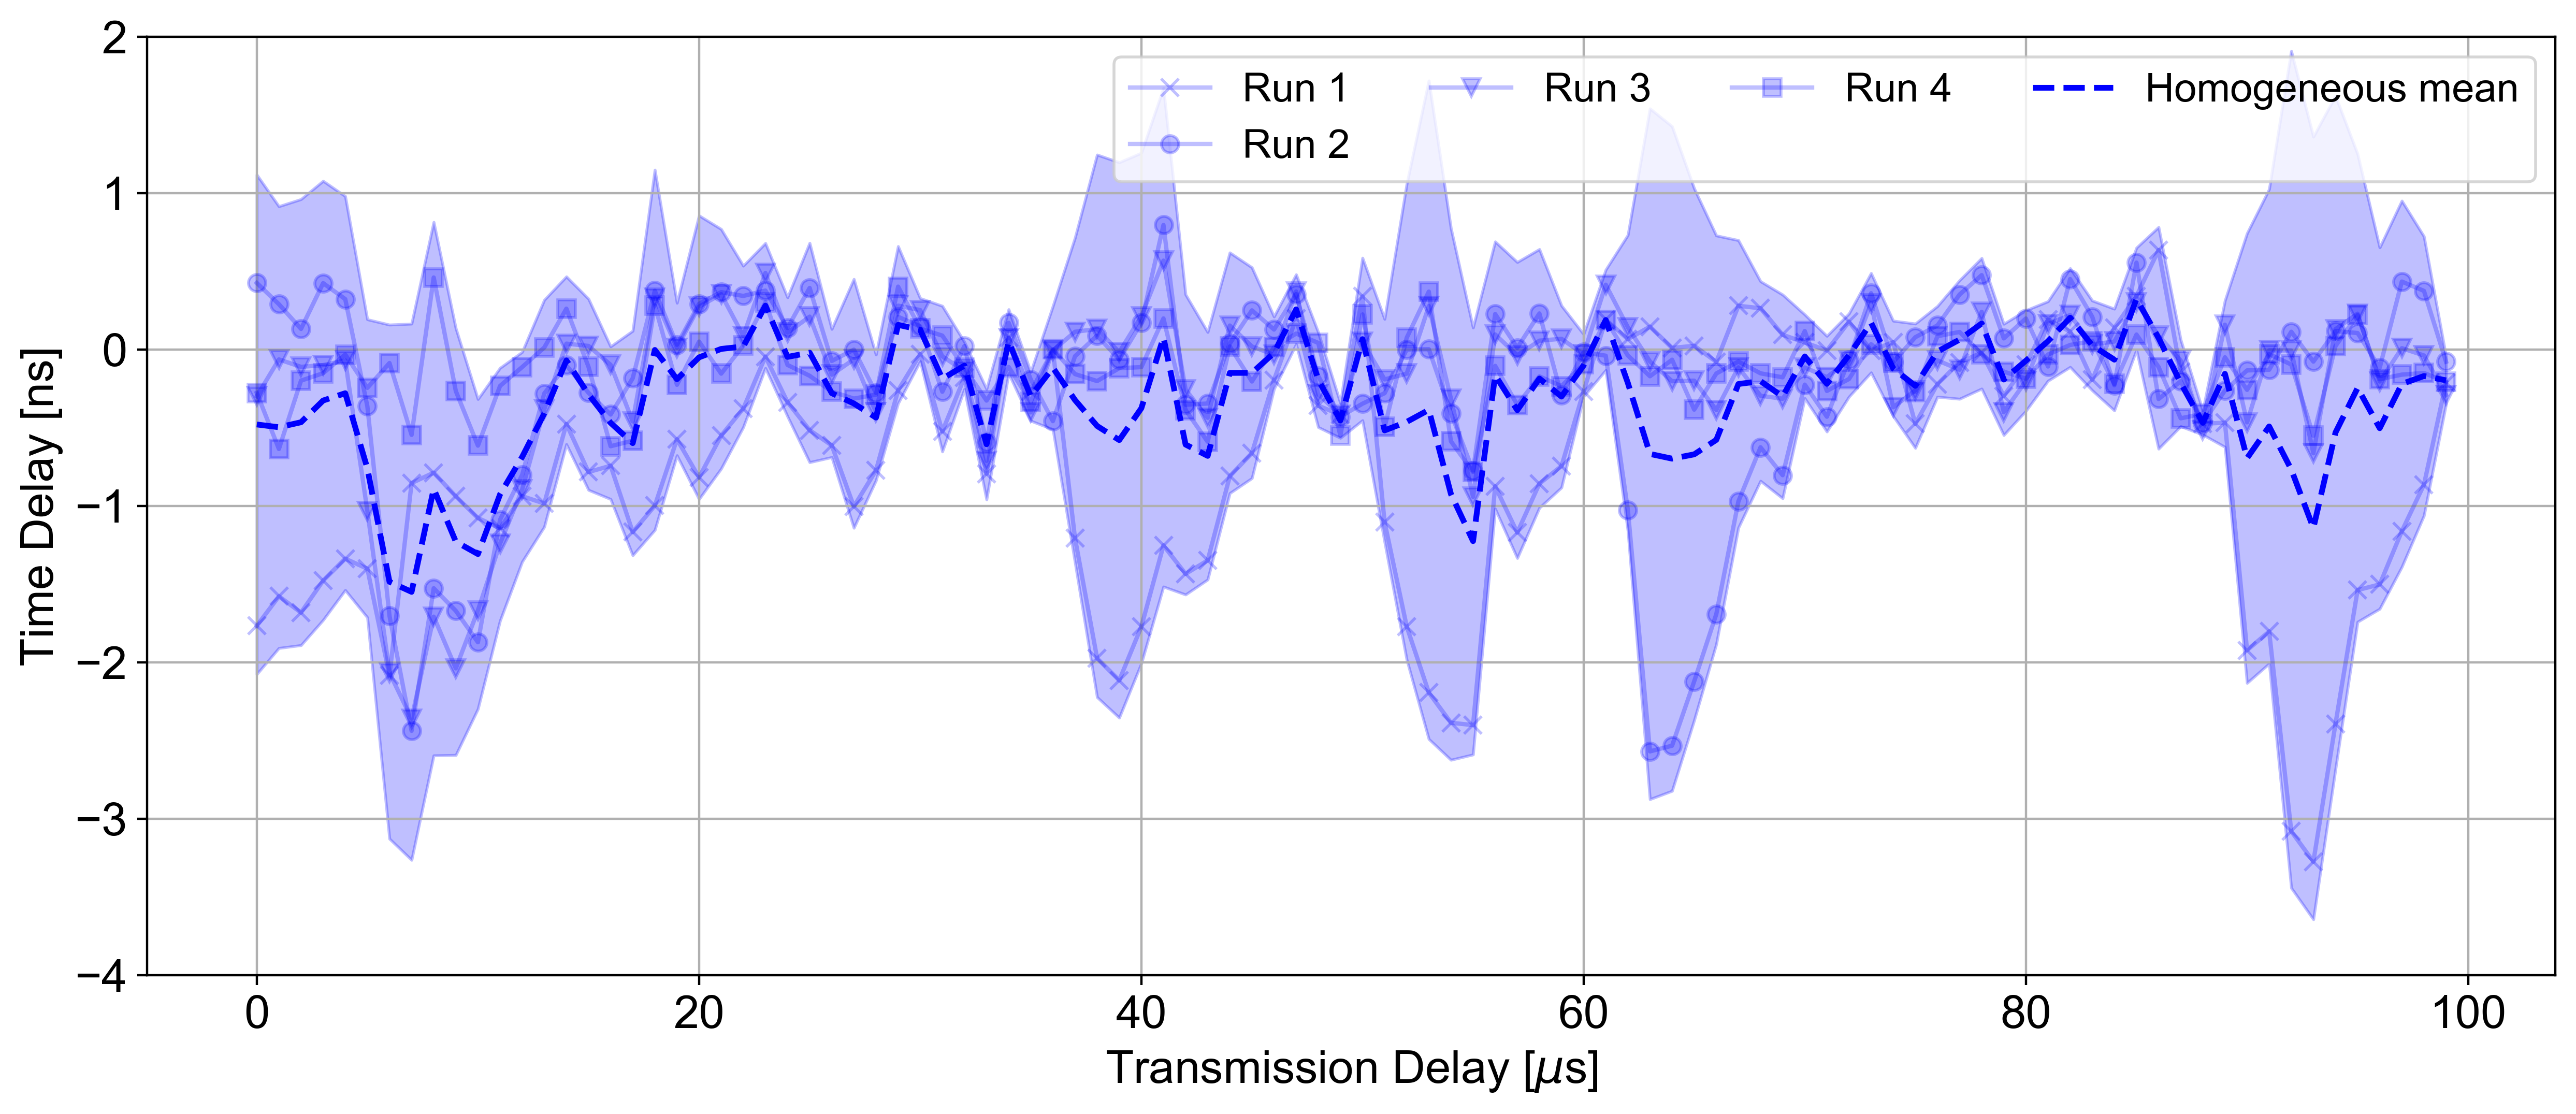 2
1
0
−1
−2
−3
−4
Time Delay [ns]
Run 1
Run 3
Run 4
Homogeneous mean
Run 2
0
20
40
60
80
100
Transmission Delay [μs]